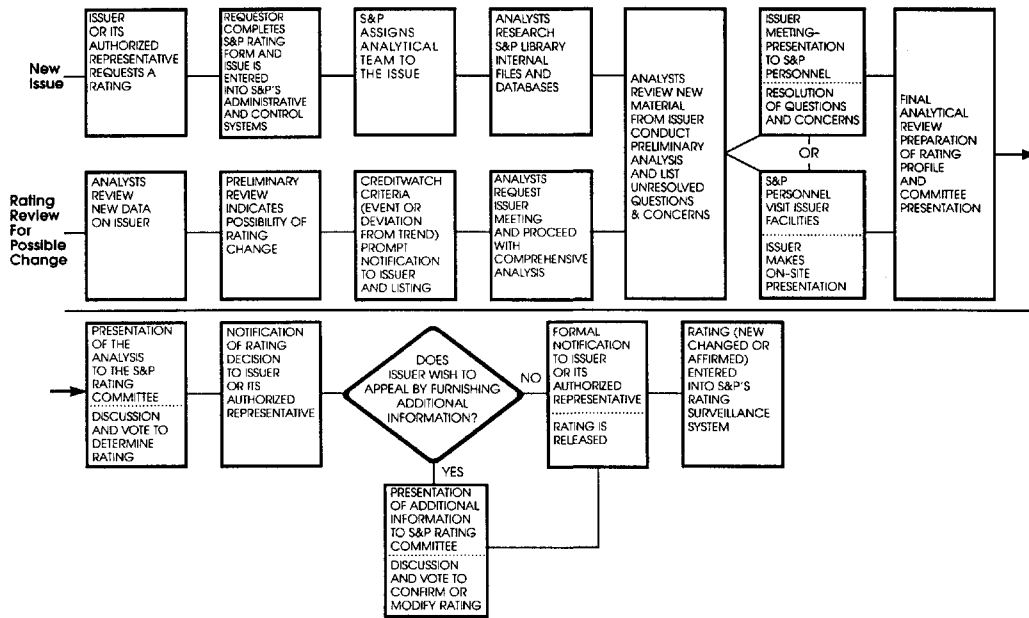 New
Issue
ISSUER
OR ITS
AUTHORIZED
REPRESENTATIVE
REQUESTS A
RATING
REQUESTOR
COMPLETES
S&P RATING
FORM AND
ISSUE IS
ENTERED
INTO S&P'S
ADMINISTRATIVE
AND CONTROL
SYSTEMS
S&P
ASSIGNS
ANALYTICAL
TEAM TO
THE ISSUE
ANALYSTS
RESEARCH
S&P LIBRARY
INTERNAL
FILES AND
DATABASES
ANALYSTS
REVIEW NEW
MATERIAL
FROM ISSUER
CONDUCT
PRELIMINARY
ANALYSIS
AND LIST
UNRESOLVED
QUESTIONS
& CONCERNS
ISSUER
MEETING-
PRESENTATION
TO S&P
PERSONNEL
RESOLUTION
OF QUESTIONS
AND CONCERNS
OR
S&P
PERSONNEL
VISIT ISSUER
FACILITIES
ISSUER
MAKES
ON-SITE
PRESENTATION
FINAL
ANALYTICAL
REVIEW
PREPARATION
OF RATING
PROFILE
AND
COMMITTEE
PRESENTATION
Rating
Review
For
Possible
Change
ANALYSTS
REVIEW
NEW DATA
ON ISSUER
PRELIMINARY
REVIEW
INDICATES
POSSIBILITY OF
RATING
CHANGE
CREDITWATCH
CRITERIA
(EVENT OR
DEVIATION
FROM TREND)
PROMPT
NOTIFICATION
TO ISSUER
AND LISTING
ANALYSTS
REQUEST
ISSUER
MEETING
AND PROCEED
WITH
COMPREHENSIVE
ANALYSIS
PRESENTATION
OF THE
ANALYSIS
TO THE S&P
RATING
COMMITTEE
DISCUSSION
AND VOTE TO
DETERMINE
RATING
NOTIFICATION
OF RATING
DECISION
TO ISSUER
OR ITS
AUTHORIZED
REPRESENTATIVE
DOES
ISSUER WISH TO
APPEAL BY FURNISHING
ADDITIONAL
INFORMATION?
NO
YES
FORMAL
NOTIFICATION
TO ISSUER
OR ITS
AUTHORIZED
REPRESENTATIVE
RATING IS
RELEASED
RATING (NEW
CHANGED OR
AFFIRMED)
ENTERED
INTO S&P'S
RATING
SURVEILLANCE
SYSTEM
PRESENTATION
OF ADDITIONAL
INFORMATION
TO S&P RATING
COMMITTEE
DISCUSSION
AND VOTE TO
CONFIRM OR
MODIFY RATING